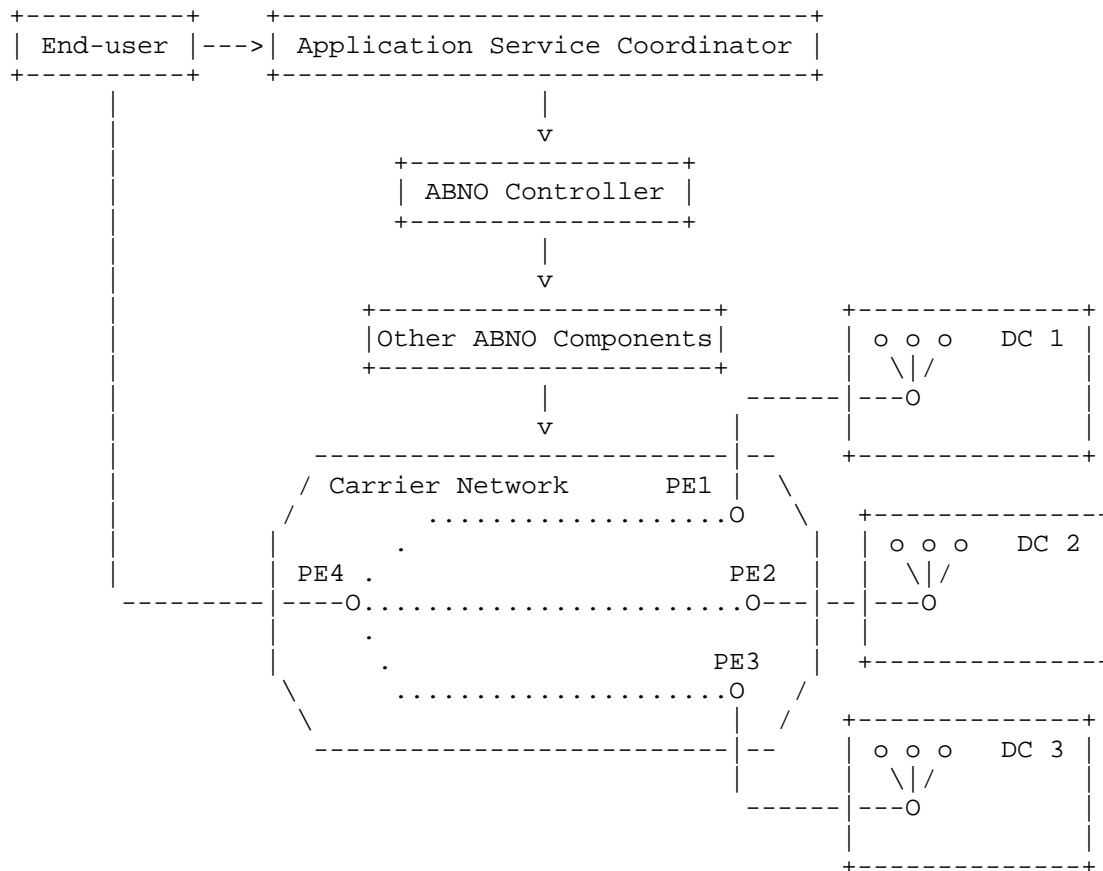 End-user ---> Application Service Coordinator
ABNO Controller
Other ABNO Components
o o o DC 1
O
Carrier Network PE1
O
o o o DC 2
PE4 PE2
O O O
PE3
O
o o o DC 3
O